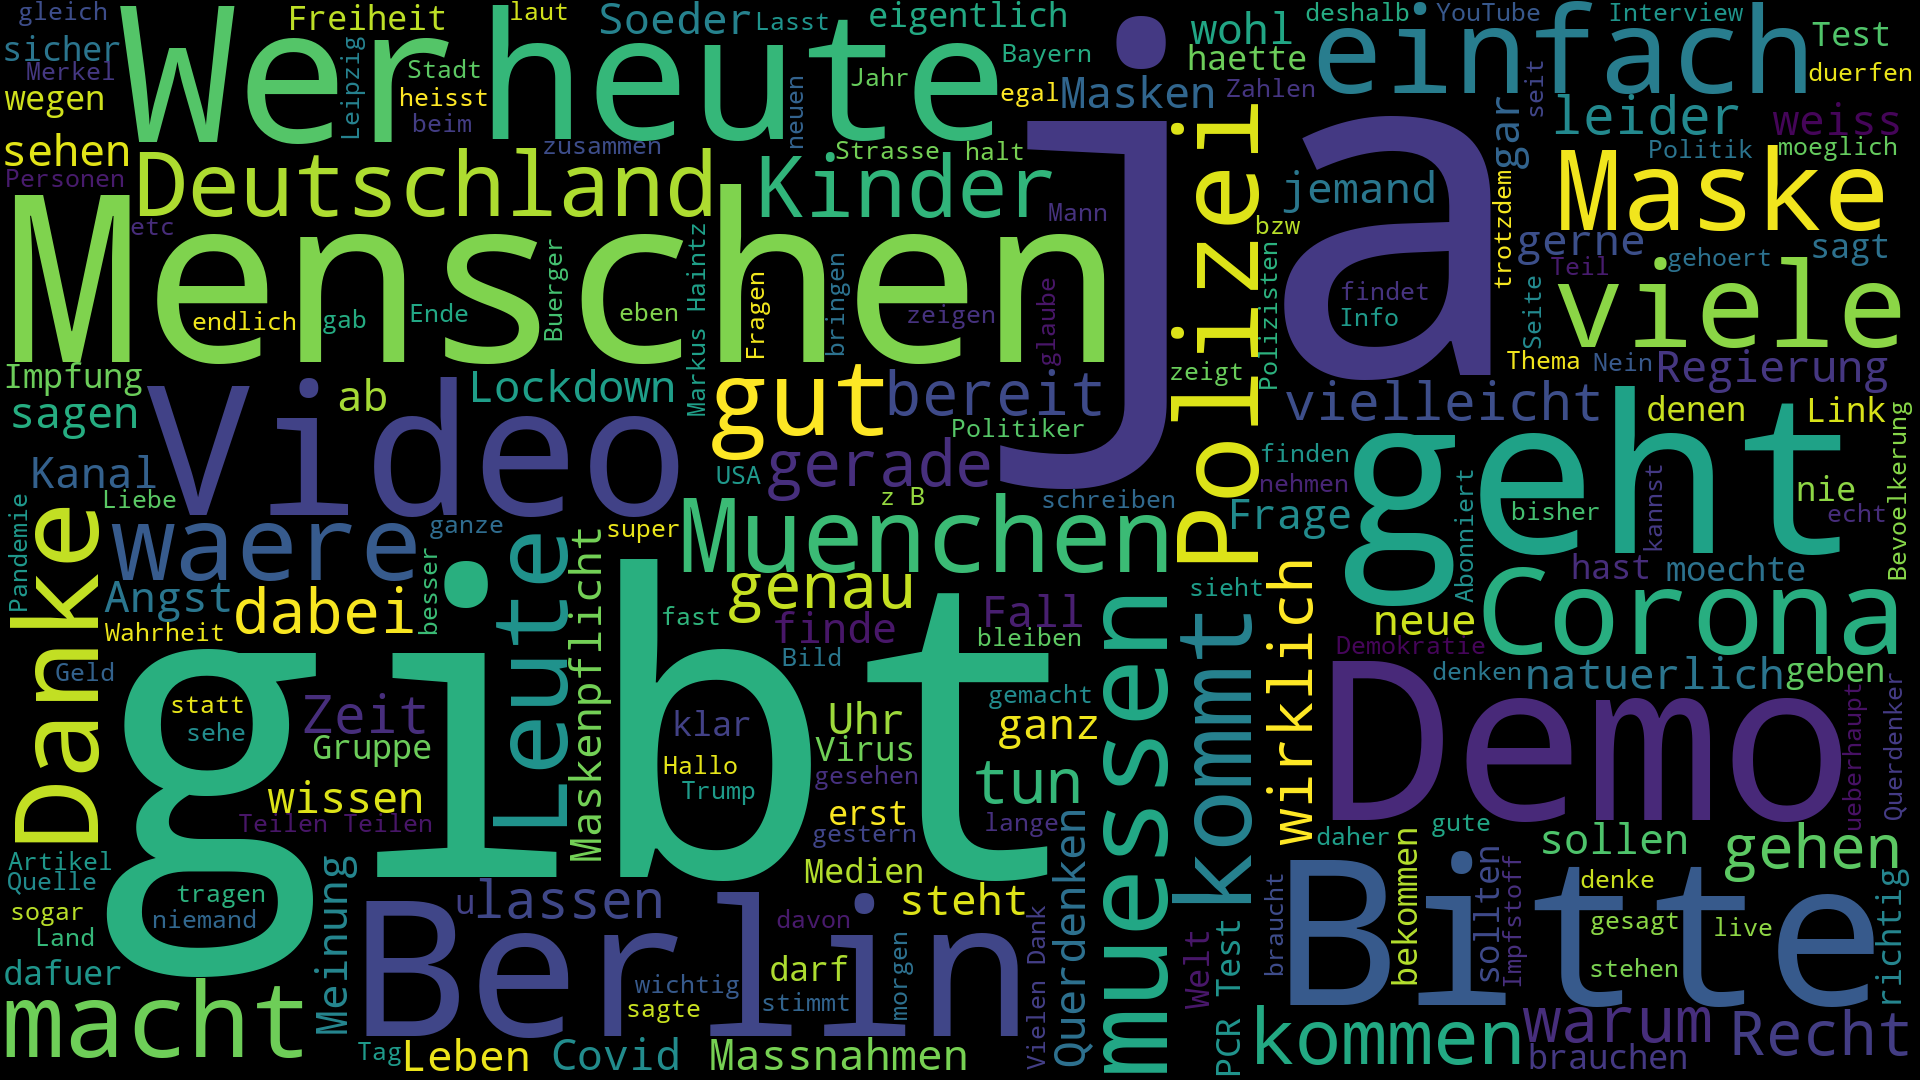 gleich
Freiheit
laut
Soeder
Lasst
eigentlich
wohl
deshalb
YouTube
Interview
sicher
Merkel
wegen
Leipzig
Wer
Stadt
heisst
beim
heute
neuen
Jahr
Bayern
egal
Masken
haette
Zahlen
einfach
seit
Test
duerfen
sehen
Personen
etc
Deutschland
zusammen
Strasse
halt
Kinder
Mann
ja
Polizei
jemand
bzw
gar
trotzdem
leider
weiss
Politik
moeglich
Maske
gerne
Teil
gehoert
sagt
Menschen
endlich
gab
Ende
Buerger
eben
Markus Haintz
Fragen
bringen
zeigen
glaube
Polizisten
findet
Info
Seite
viele
Thema
Nein
Regierung
Impfung
sagen
ab
Lockdown
gut
bereit
zeigt
vielleicht
denen
Link
Kanal
Video
Politiker
USA
gerade
z B
schreiben
finden
nehmen
Frage
geht
Abonniert
bisher
kannst
nie
echt
Bevoelkerung
Liebe
Pandemie
Danke
waere
ganze
besser
super
Muenchen
Leute
Maskenpflicht
genau
sieht
hast
moechte
Angst
dabei
Wahrheit
fast
finde
Fall
bleiben
Bild
muessen
kommt
wirklich
neue
Corona
Demokratie
denken
natuerlich
geben
Geld
gibt
statt
sehe
Zeit
Gruppe
klar
Hallo
Trump
Uhr
Virus
gesehen
gemacht
ganz
tun
Demo
ueberhaupt
Querdenker
wissen
Teilen Teilen
erst
gestern
lange
daher
gute
sollen
gehen
Artikel
Quelle
sogar
Land
tragen
niemand
Meinung
u
lassen
Medien
steht
davon
Querdenken
Vielen Dank
Welt
PCR Test
braucht
Bitte
bekommen
sollten
Impfstoff
denke
gesagt
live
stehen
richtig
dafuer
macht
Berlin
wichtig
sagte
darf
stimmt
morgen
Tag
Leben
Covid
Massnahmen
kommen
warum
brauchen
Recht